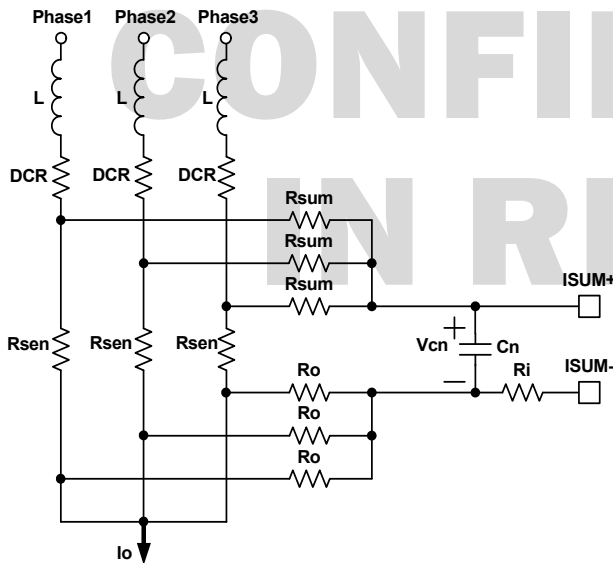 Phase1 Phase2 Phase3
CONFI
L L L
DCR DCR DCR
IN R
Rsum
Rsum
Rsum
ISUM+
Vcn + Cn
Rsen Rsen Rsen
− Ri ISUM-
Ro
Ro
Ro
Io